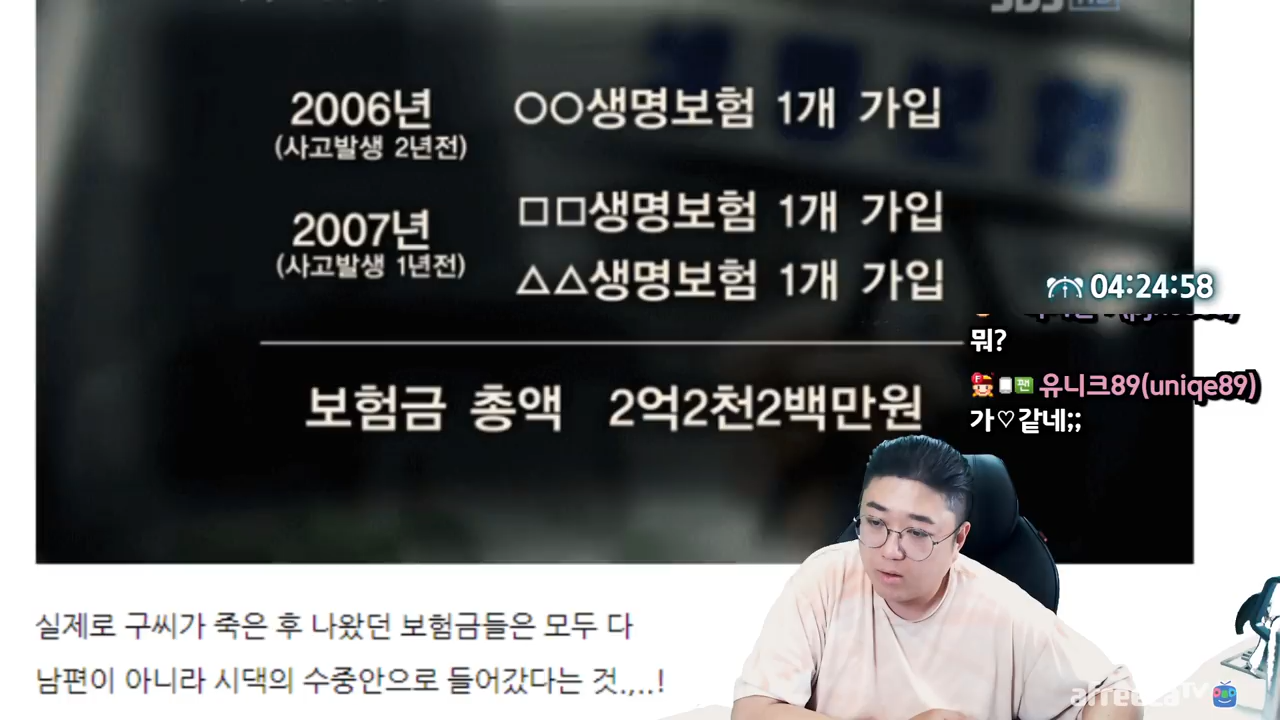 SBS HD
2006년 ○○생명보험 1개 가입
(사고발생 2년전)
2007년 □□생명보험 1개 가입
(사고발생 1년전) △△생명보험 1개 가입
보험금 총액 2억2천2백만원
04:24:58
뭐?
팬 유니크89(uniqe89)
가♡같네;;
실제로 구씨가 죽은 후 나왔던 보험금들은 모두 다
남편이 아니라 시댁의 수중안으로 들어갔다는 것.,..!
afreecaTV